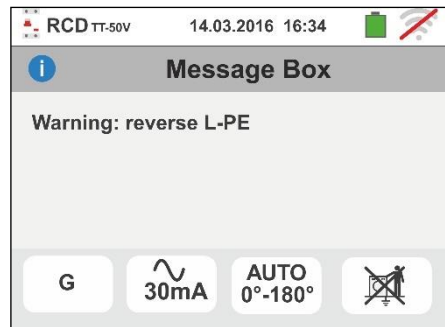 RCD TT-50V 14.03.2016 16:34
i Message Box
Warning: reverse L-PE
G 30mA AUTO
0°-180°